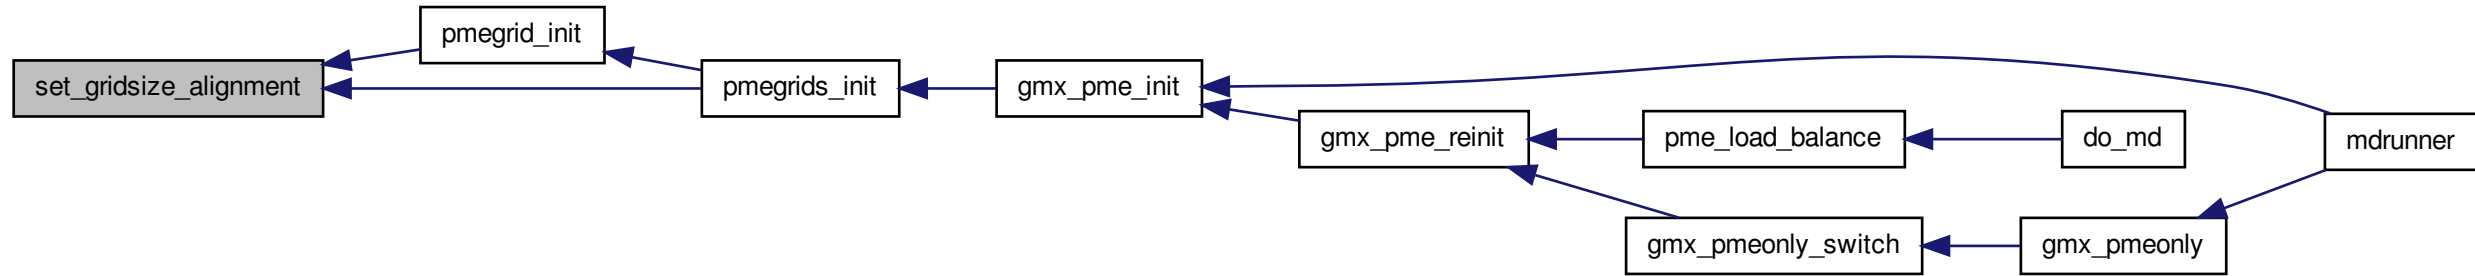 set_gridsize_alignment
pmegrid_init
pmegrids_init
gmx_pme_init
gmx_pme_reinit
pme_load_balance
do_md
mdrunner
gmx_pmeonly_switch
gmx_pmeonly